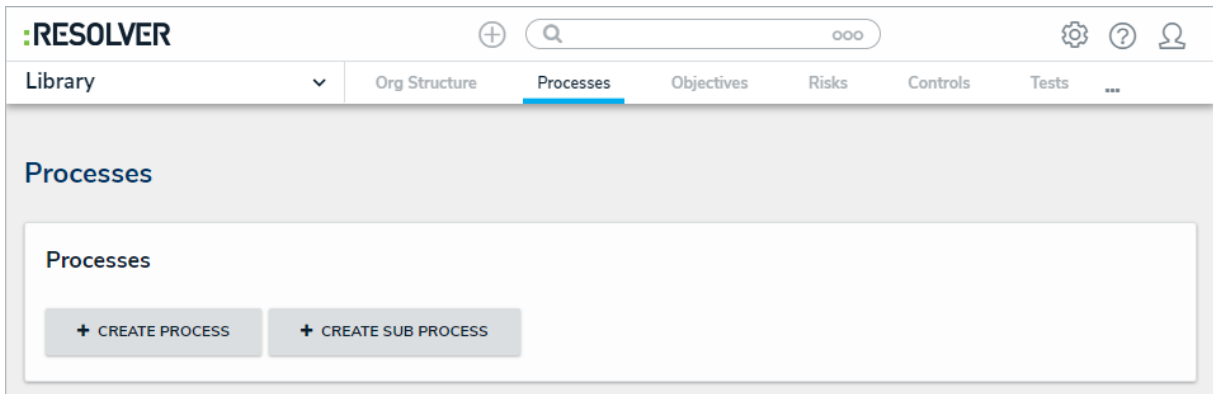 :RESOLVER
Library Org Structure Processes Objectives Risks Controls Tests ...
Processes
Processes
+ CREATE PROCESS + CREATE SUB PROCESS